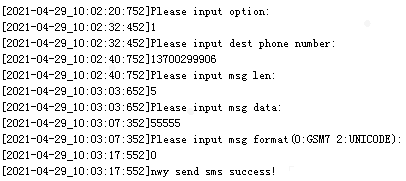 [2021-04-29_10:02:20:752]Please input option:
[2021-04-29_10:02:32:452]1
[2021-04-29_10:02:32:452]Please input dest phone number:
[2021-04-29_10:02:40:752]13700299906
[2021-04-29_10:02:40:752]Please input msg len:
[2021-04-29_10:03:03:652]5
[2021-04-29_10:03:03:652]Please input msg data:
[2021-04-29_10:03:07:352]55555
[2021-04-29_10:03:07:352]Please input msg format(0:GSM7 2:UNICODE):
[2021-04-29_10:03:17:552]0
[2021-04-29_10:03:17:552]nwy send sms success!